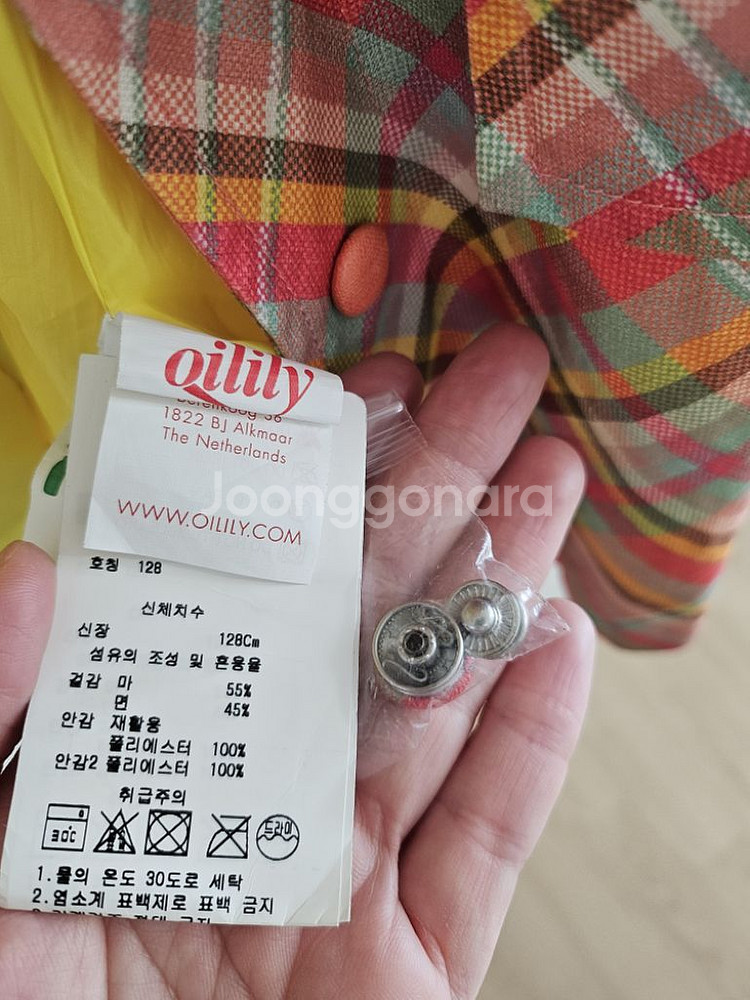 Oilily
1822 BJ Alkmaar
The Netherlands
WWW.OILILY.COM
Joonggonara
호칭 128
신체치수
신장 128Cm
섬유의 조성 및 혼용율
겉감 마 55%
면 45%
안감 재활용
폴리에스터 100%
안감2 폴리에스터 100%
취급주의
30℃ 드라이
1.물의 온도 30도로 세탁
2.염소계 표백제로 표백 금지